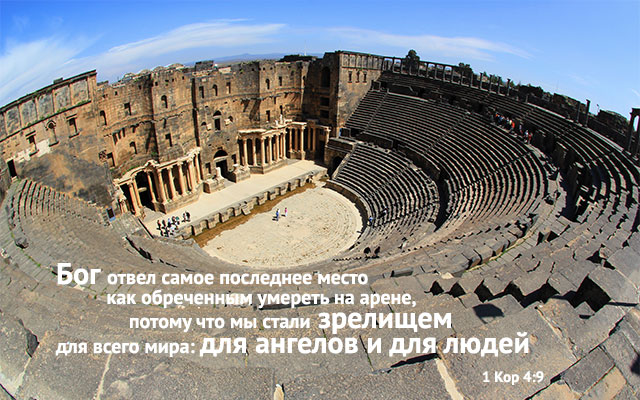 Бог отвел самое последнее место
как обреченным умереть на арене,
потому что мы стали зрелищем
для всего мира: для ангелов и для людей
1 Кор 4:9